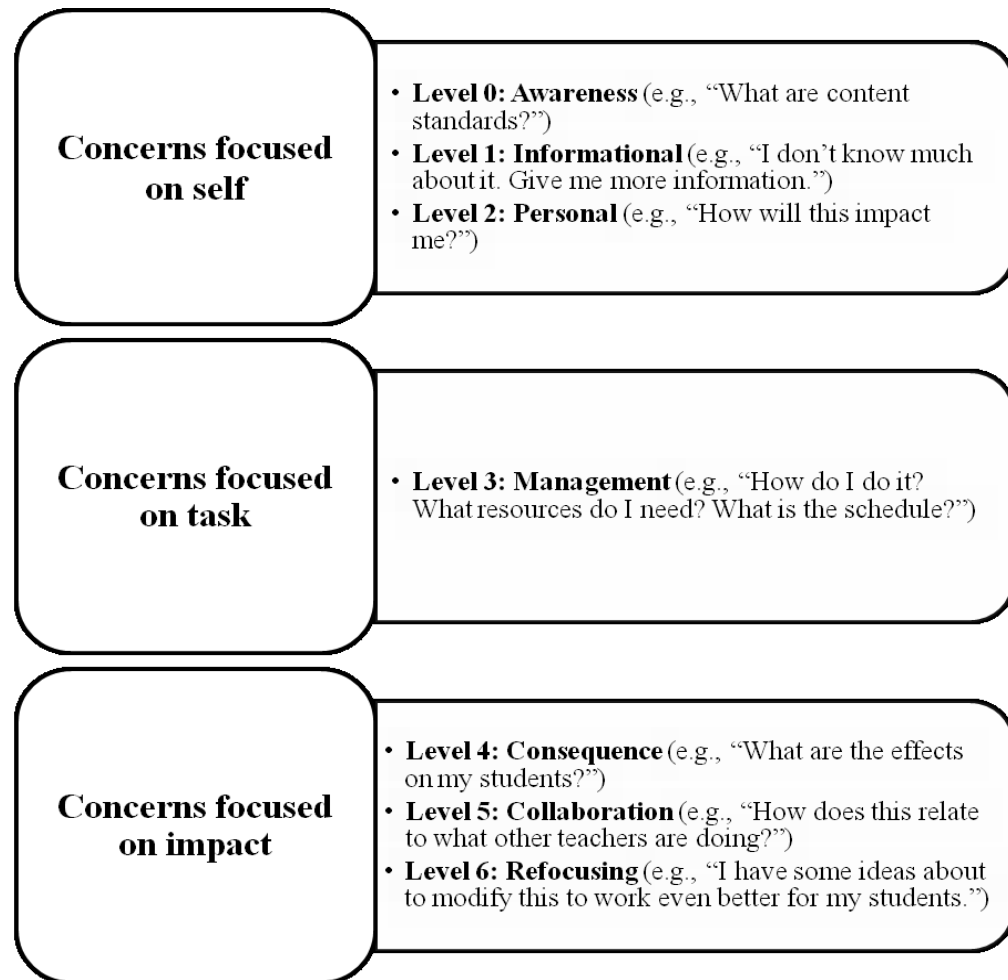 Concerns focused
on self
• Level 0: Awareness (e.g., “What are content
standards?”)
• Level 1: Informational (e.g., “I don’t know much
about it. Give me more information.”)
• Level 2: Personal (e.g., “How will this impact
me?”)
Concerns focused
on task
• Level 3: Management (e.g., “How do I do it?
What resources do I need? What is the schedule?”)
Concerns focused
on impact
• Level 4: Consequence (e.g., “What are the effects
on my students?”)
• Level 5: Collaboration (e.g., “How does this relate
to what other teachers are doing?”)
• Level 6: Refocusing (e.g., “I have some ideas about
to modify this to work even better for my students.”)